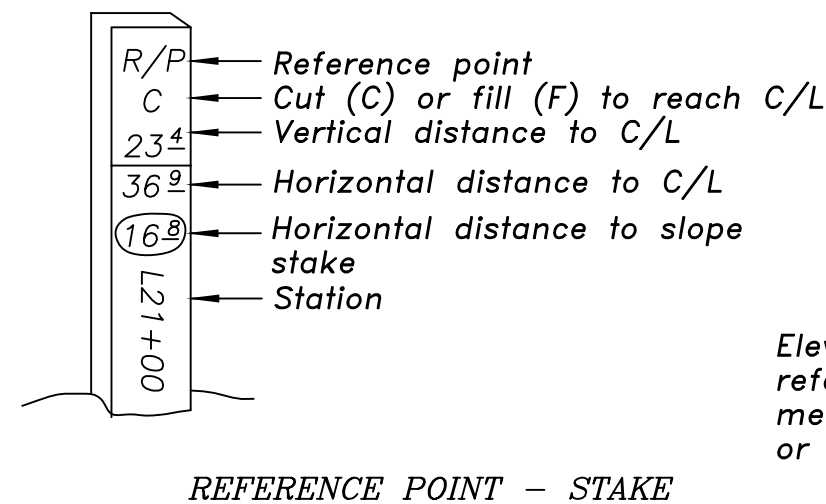 R/P
Reference point
C
Cut (C) or fill (F) to reach C/L
23 4
Vertical distance to C/L
36 9
Horizontal distance to C/L
16 8
Horizontal distance to slope
stake
L21+00
Station
or
REFERENCE POINT – STAKE